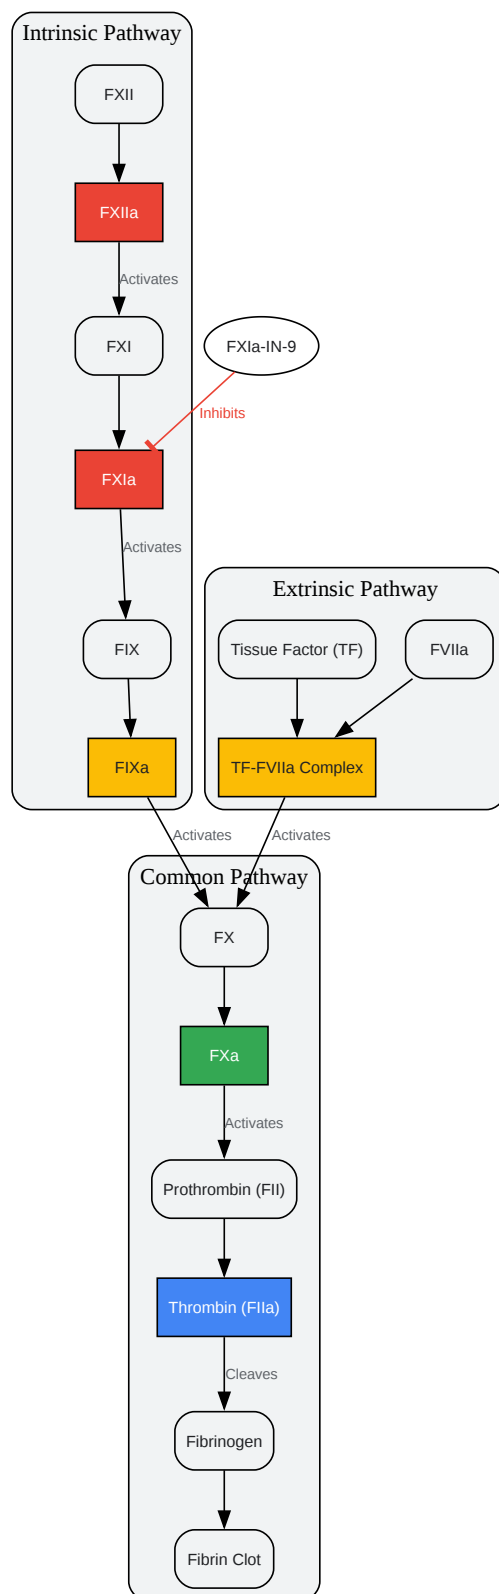 Intrinsic Pathway
FXII
FXIIa
Activates
FXI
FXIa-IN-9
Inhibits
FXIa
Activates
Extrinsic Pathway
FIX
Tissue Factor (TF)
FVIIa
FIXa
TF-FVIIa Complex
Activates
Activates
Common Pathway
FX
FXa
Activates
Prothrombin (FII)
Thrombin (FIIa)
Cleaves
Fibrinogen
Fibrin Clot